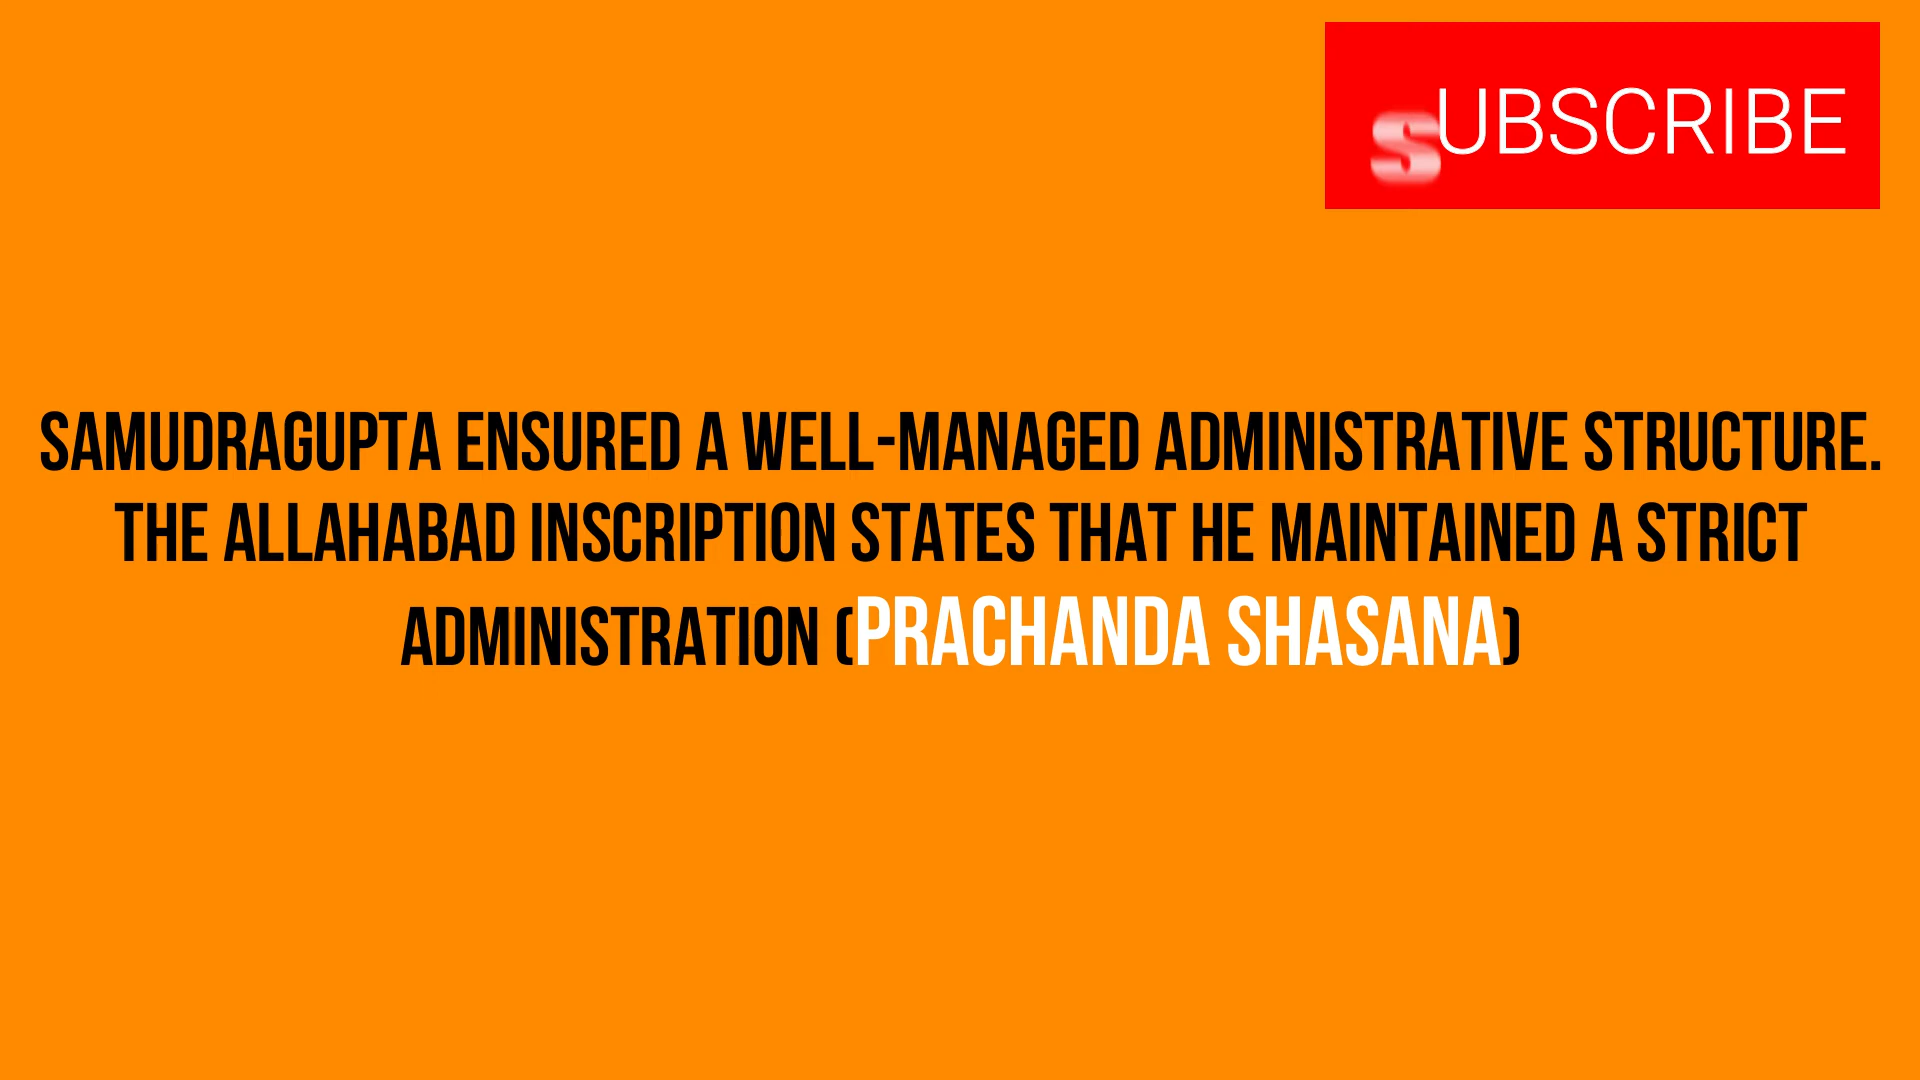 SUBSCRIBE
SAMUDRAGUPTA ENSURED A WELL-MANAGED ADMINISTRATIVE STRUCTURE.
THE ALLAHABAD INSCRIPTION STATES THAT HE MAINTAINED A STRICT
ADMINISTRATION (PRACHANDA SHASANA)